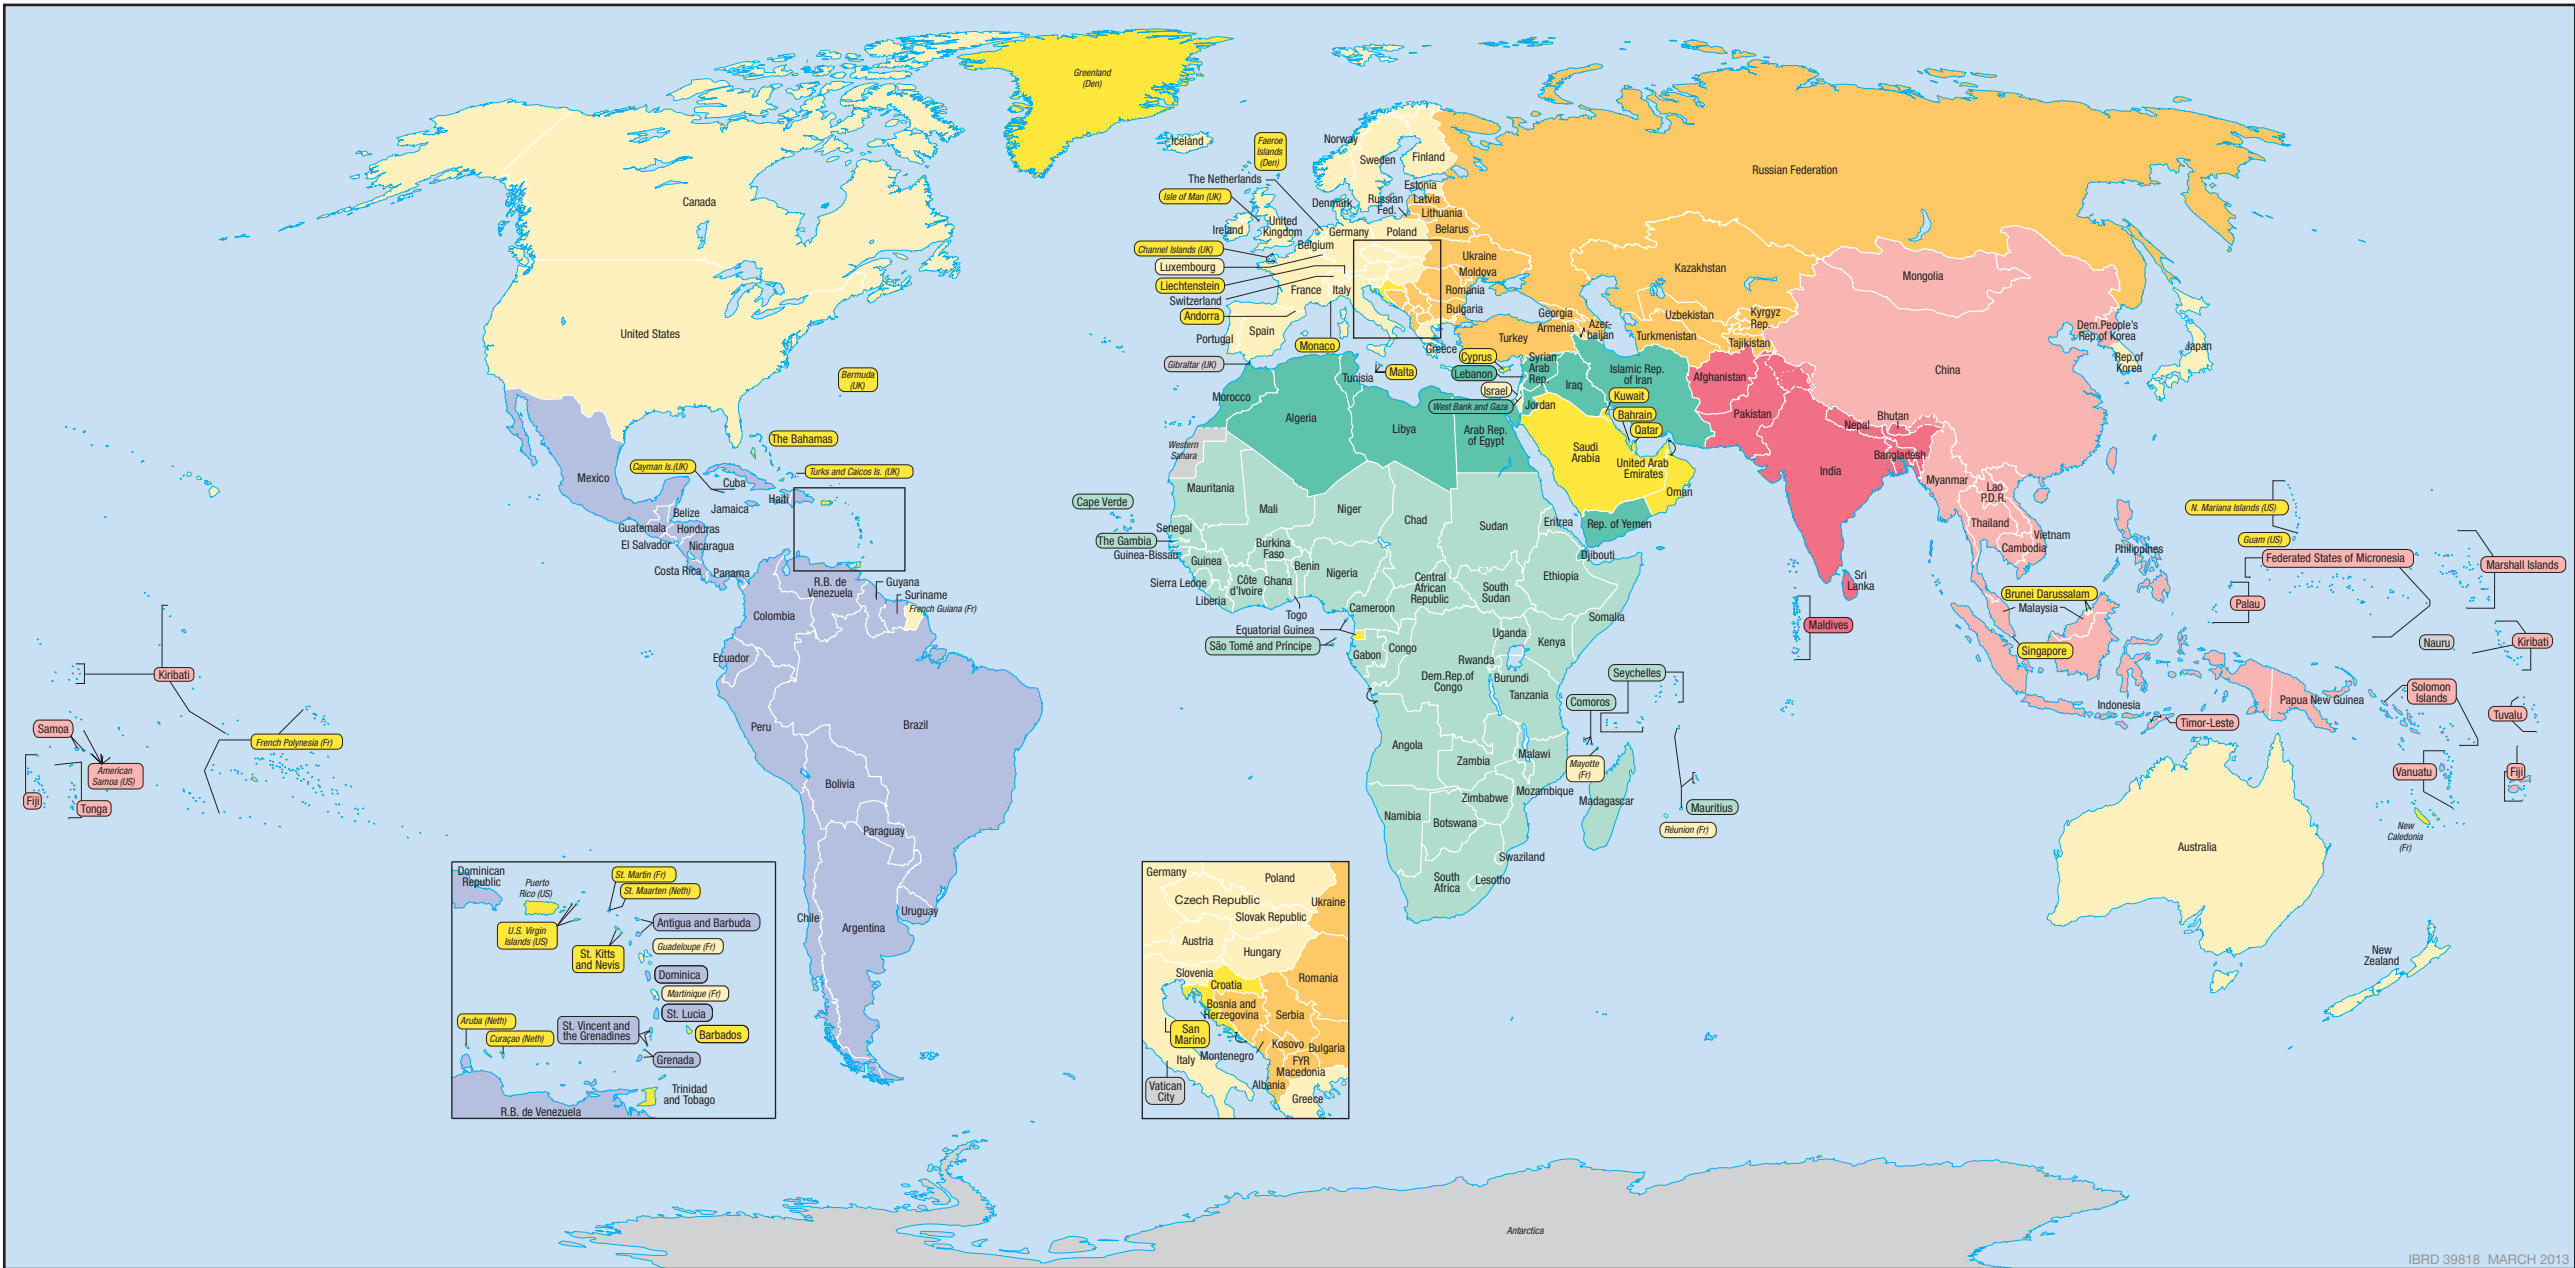 Greenland
(Den)
Iceland
Faeroe
Islands
(Den)
Norway
Sweden
Finland
Russian Federation
Canada
The Netherlands
Isle of Man (UK)
Estonia
Russian
Fed.
Latvia
Denmark
Lithuania
United
Kingdom
Ireland
Germany
Poland
Belarus
Belgium
Channel Islands (UK)
Luxembourg
Ukraine
Kazakhstan
Mongolia
Liechtenstein
Moldova
France
Italy
Romania
Switzerland
Andorra
Bulgaria
Georgia
Uzbekistan
Kyrgyz
Rep.
United States
Spain
Armenia
Azer-
baijan
Dem.People's
Rep.of Korea
Portugal
Monaco
Greece
Turkey
Turkmenistan
Tajikistan
Japan
Gibraltar (UK)
Cyprus
Syrian
Arab
Rep.
Rep.of
Korea
Bermuda
(UK)
Tunisia
Malta
Lebanon
Iraq
Islamic Rep.
of Iran
Afghanistan
China
Israel
Morocco
West Bank and Gaza
Jordan
Kuwait
Algeria
Bahrain
Pakistan
Bhutan
Libya
Arab Rep.
of Egypt
Qatar
Nepal
The Bahamas
Western
Sahara
Saudi
Arabia
United Arab
Emirates
India
Bangladesh
Cayman Is.(UK)
Turks and Caicos Is. (UK)
Mexico
Cuba
Mauritania
Oman
Myanmar
Lao
P.D.R.
Haiti
Cape Verde
Mali
Niger
Belize
Jamaica
Chad
Sudan
Eritrea
Rep. of Yemen
Thailand
Vietnam
N. Mariana Islands (US)
Guatemala
Honduras
Senegal
The Gambia
Guam (US)
El Salvador
Nicaragua
Guinea-Bissau
Burkina
Faso
Djibouti
Cambodia
Philippines
Federated States of Micronesia
Marshall Islands
Costa Rica
Panama
Guinea
Benin
Nigeria
R.B. de
Venezuela
Guyana
Suriname
French Guiana (Fr)
Sierra Leone
Côte
d'Ivoire
Ghana
Central
African
Republic
South
Sudan
Ethiopia
Sri
Lanka
Brunei Darussalam
Liberia
Togo
Cameroon
Malaysia
Palau
Colombia
Equatorial Guinea
Somalia
Maldives
São Tomé and Príncipe
Uganda
Kenya
Singapore
Nauru
Kiribati
Ecuador
Gabon
Congo
Rwanda
Kiribati
Dem.Rep.of
Congo
Burundi
Seychelles
Tanzania
Comoros
Indonesia
Papua New Guinea
Solomon
Islands
Tuvalu
Timor-Leste
Samoa
French Polynesia (Fr)
Peru
Brazil
Angola
Malawi
Zambia
Mayotte
(Fr)
American
Samoa (US)
Bolivia
Vanuatu
Fiji
Fiji
Tonga
Zimbabwe
Mozambique
Madagascar
Mauritius
Namibia
Botswana
Réunion (Fr)
Paraguay
New
Caledonia
(Fr)
Australia
Swaziland
South
Africa
Lesotho
Chile
Uruguay
Argentina
New
Zealand
Dominican
Republic
Puerto
Rico (US)
St. Martin (Fr)
St. Maarten (Neth)
U.S. Virgin
Islands (US)
Antigua and Barbuda
St. Kitts
and Nevis
Guadeloupe (Fr)
Dominica
Martinique (Fr)
St. Lucia
Aruba (Neth)
St. Vincent and
the Grenadines
Barbados
Curaçao (Neth)
Grenada
Trinidad
and Tobago
R.B. de Venezuela
Germany
Poland
Czech Republic
Ukraine
Slovak Republic
Austria
Hungary
Slovenia
Croatia
Romania
Bosnia and
Herzegovina
Serbia
San
Marino
Kosovo
Bulgaria
Italy
Montenegro
FYR
Macedonia
Vatican
City
Albania
Greece
Antarctica
IBRD 39818 MARCH 2013